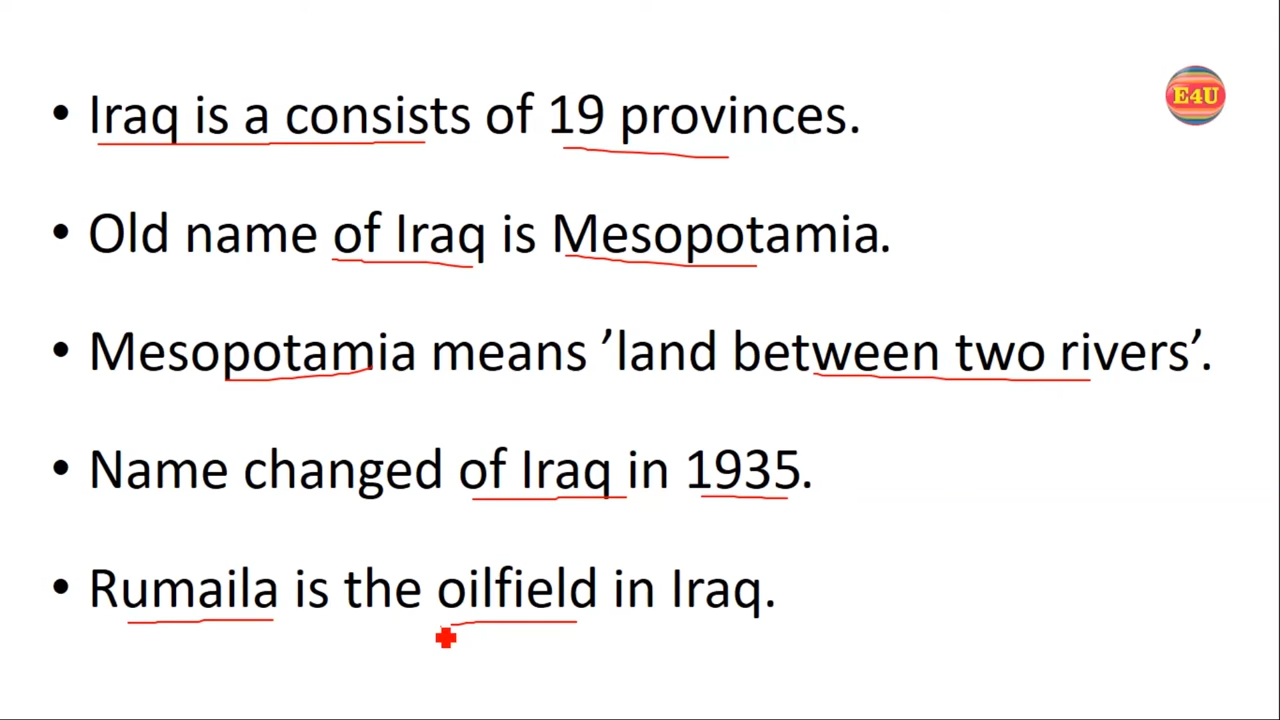 • Iraq is a consists of 19 provinces.
E4U
• Old name of Iraq is Mesopotamia.
• Mesopotamia means ’land between two rivers’.
• Name changed of Iraq in 1935.
• Rumaila is the oilfield in Iraq.